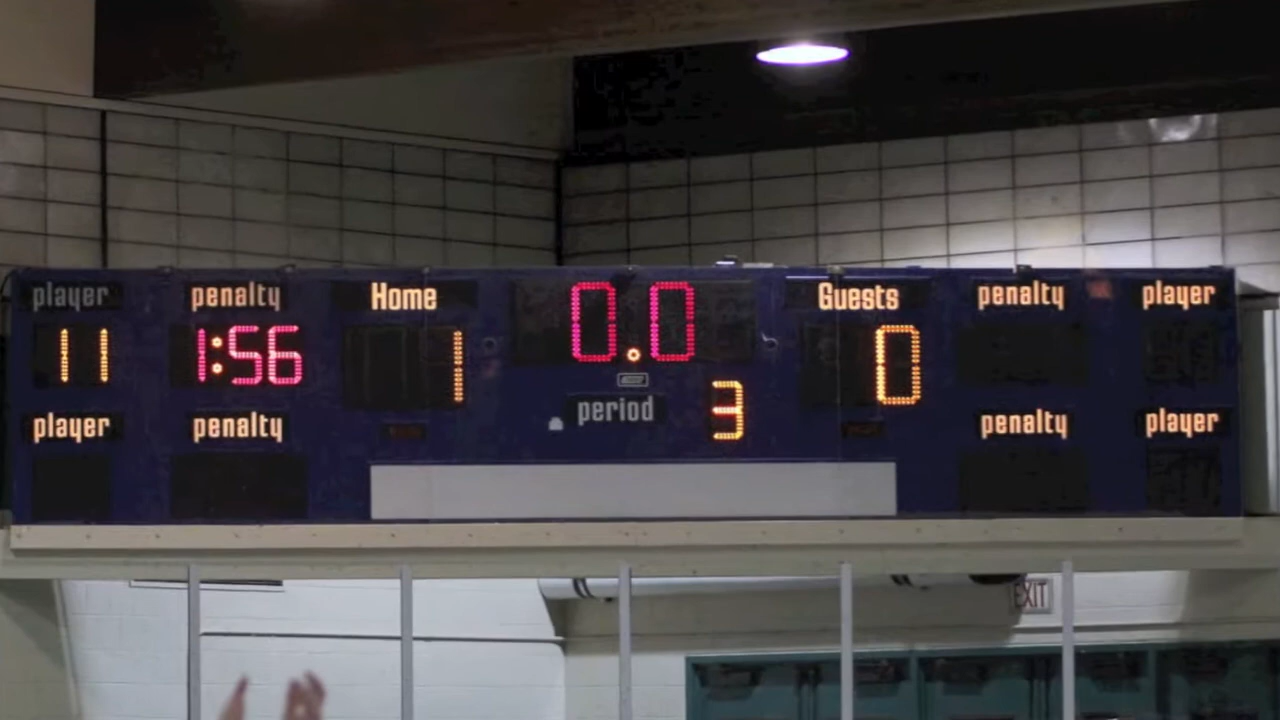 player penalty Home 0.0 Guests penalty player
11 1:56 1 0
period 3
player penalty penalty player
EXIT